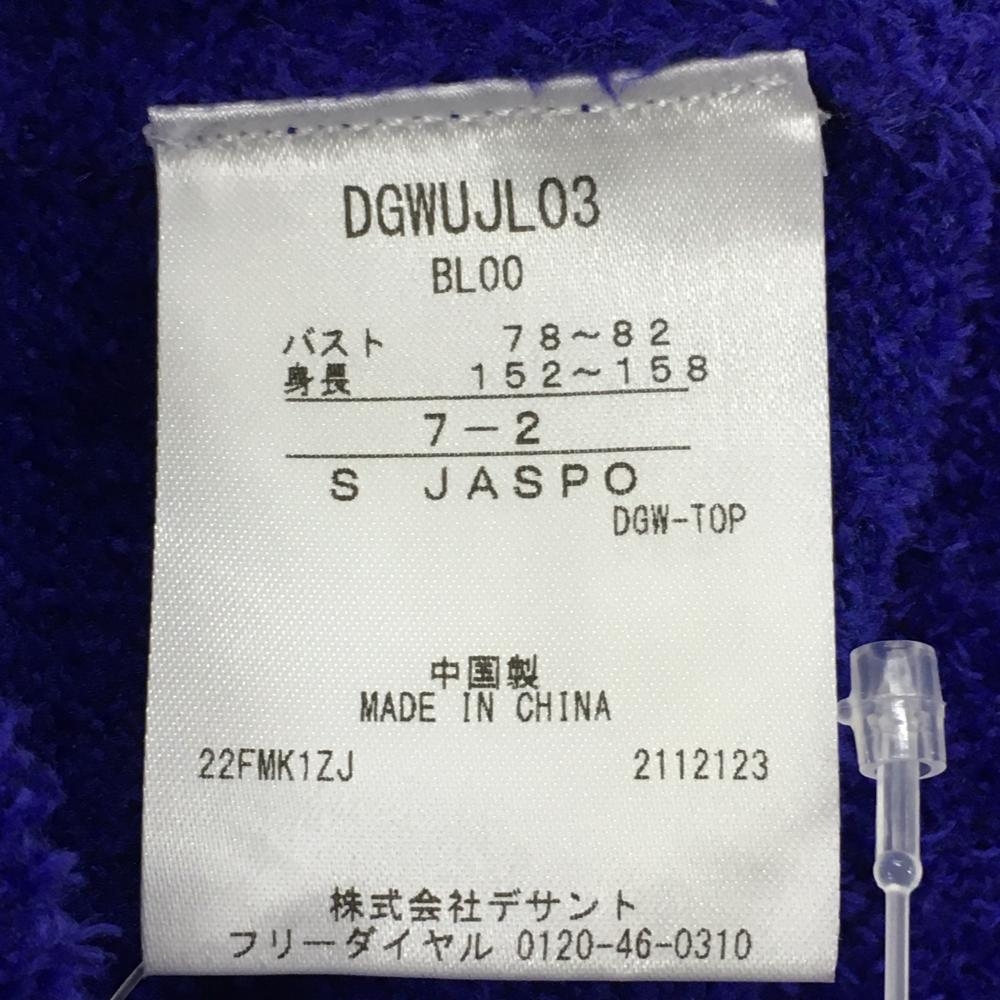 DGWUJL03
BL00
バスト 78~82
身長 152~158
7-2
S JASPO
DGW-TOP
中国製
MADE IN CHINA
22FMK1ZJ 2112123
株式会社デサント
フリーダイヤル 0120-46-0310